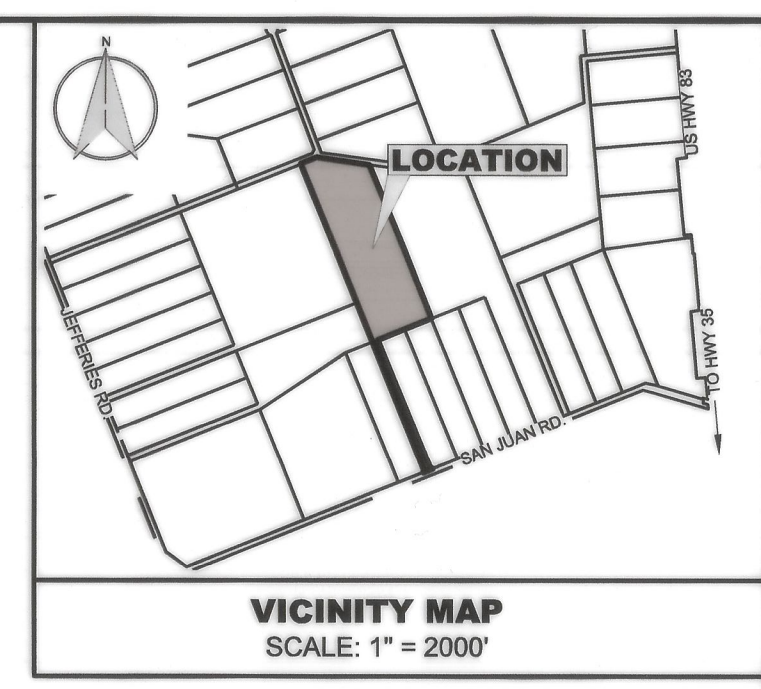 N
US HWY 83
LOCATION
JEFFERIES RD.
TO HWY 35
SAN JUAN RD.
VICINITY MAP
SCALE: 1" = 2000'